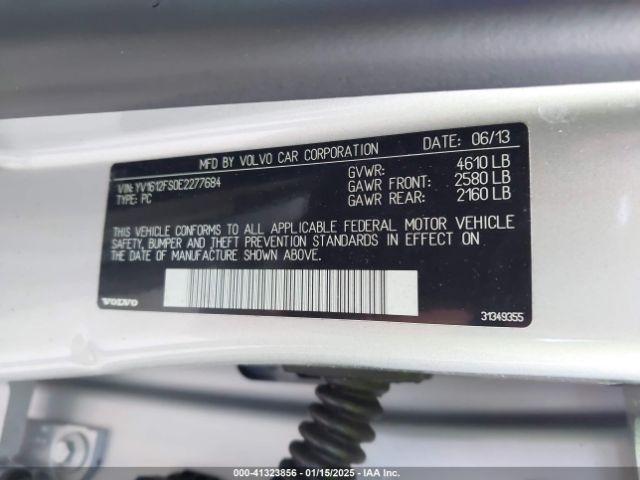 MFD BY VOLVO CAR CORPORATION DATE: 06/13
VIN: YV1612FS0E2277684 GVWR: 4610 LB
TYPE: PC GAWR FRONT: 2580 LB
GAWR REAR: 2160 LB
THIS VEHICLE CONFORMS TO ALL APPLICABLE FEDERAL MOTOR VEHICLE
SAFETY, BUMPER AND THEFT PREVENTION STANDARDS IN EFFECT ON
THE DATE OF MANUFACTURE SHOWN ABOVE.
VOLVO 31349355
000-41323856 - 01/15/2025 - IAA Inc.